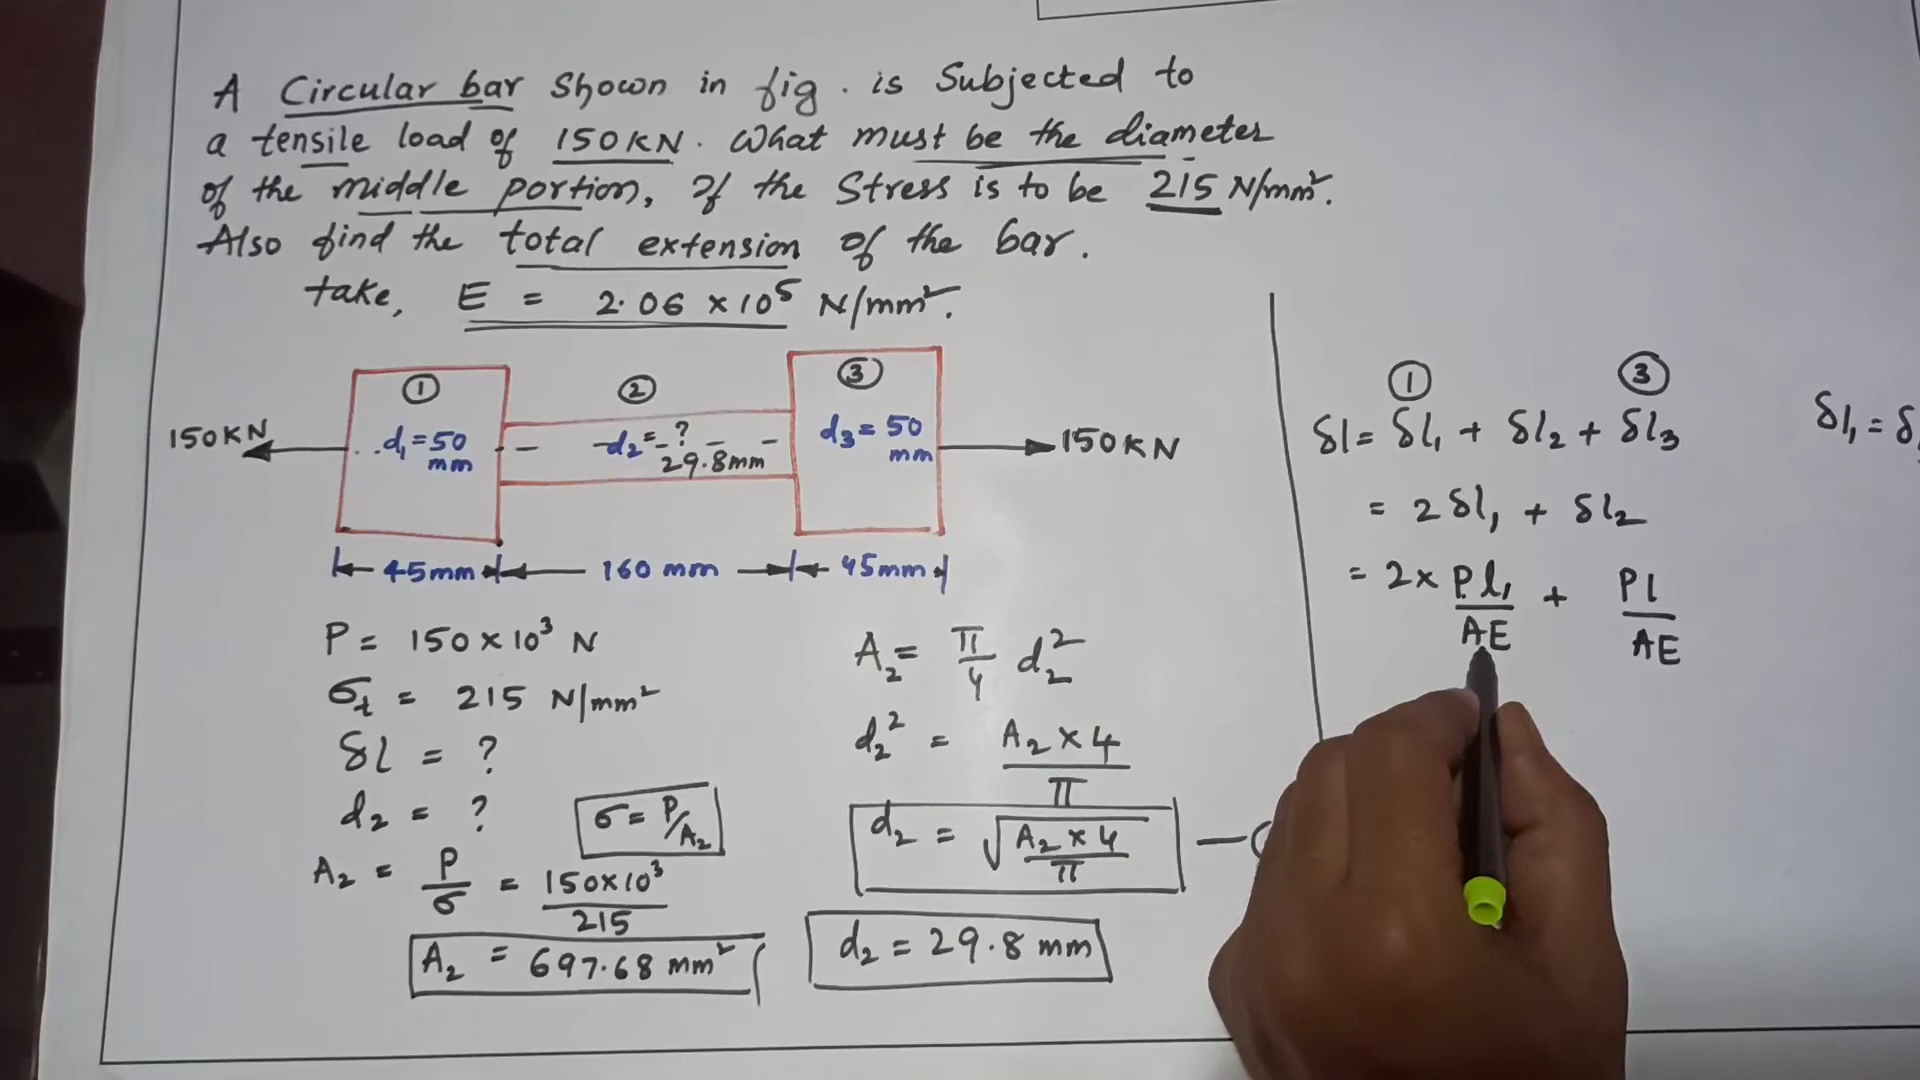 A Circular bar Shown in fig. is Subjected to
a tensile load of 150KN. What must be the diameter
of the middle portion, If the Stress is to be 215 N/mm².
Also find the total extension of the bar.
take, E = 2.06 × 10⁵ N/mm².
① ② ③
150KN d₁=50 mm d₂=? 29.8mm d₃=50 mm 150KN
45mm 160 mm 45mm
P = 150×10³ N
σt = 215 N/mm²
δl = ?
d₂ = ?
σ = P/A₂
A₂ = P/σ = 150×10³/215
A₂ = 697.68 mm²
A₂ = π/4 d₂²
d₂² = A₂ × 4/π
d₂ = √(A₂ × 4/π)
d₂ = 29.8 mm
① ③
δl = δl₁ + δl₂ + δl₃
= 2δl₁ + δl₂
= 2× Pl₁/AE + Pl/AE
δl₁ = δ